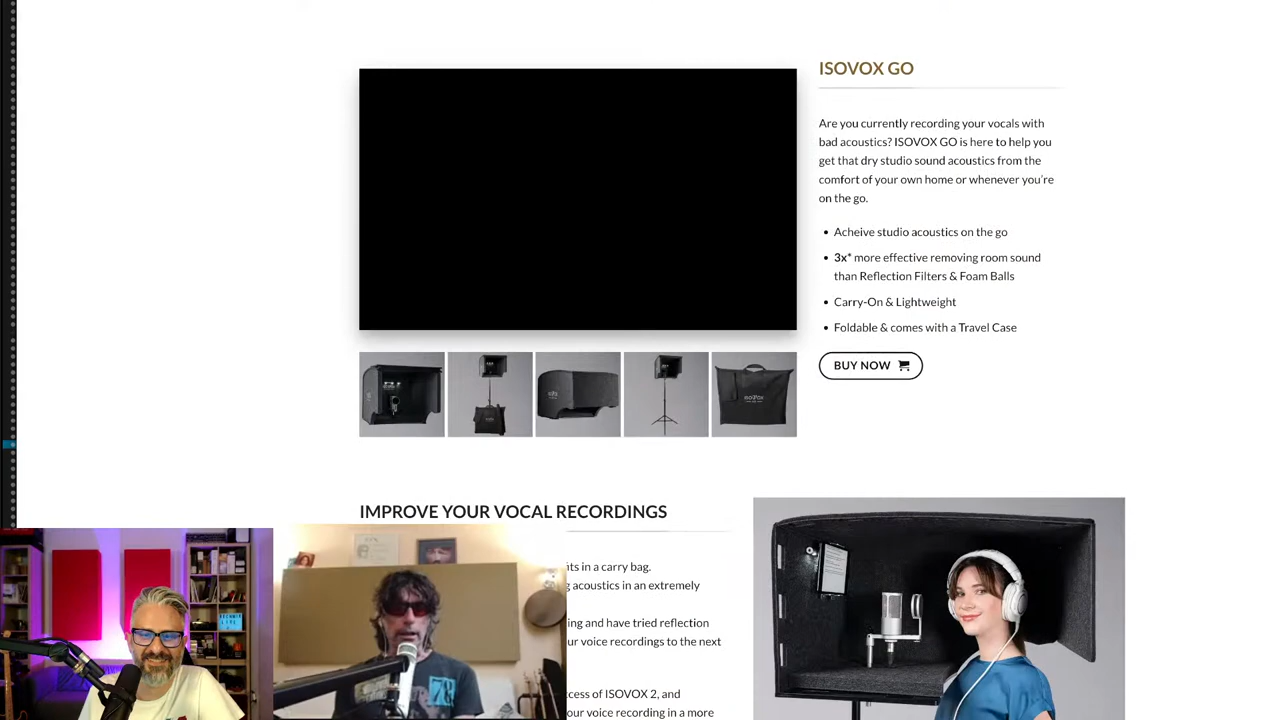 ISOVOX GO
Are you currently recording your vocals with
bad acoustics? ISOVOX GO is here to help you
get that dry studio sound acoustics from the
comfort of your own home or whenever you're
on the go.
• Acheive studio acoustics on the go
• 3x* more effective removing room sound
than Reflection Filters & Foam Balls
• Carry-On & Lightweight
• Foldable & comes with a Travel Case
BUY NOW
IMPROVE YOUR VOCAL RECORDINGS
its in a carry bag.
g acoustics in an extremely
ing and have tried reflection
ur voice recordings to the next
ccess of ISOVOX 2, and
our voice recording in a more